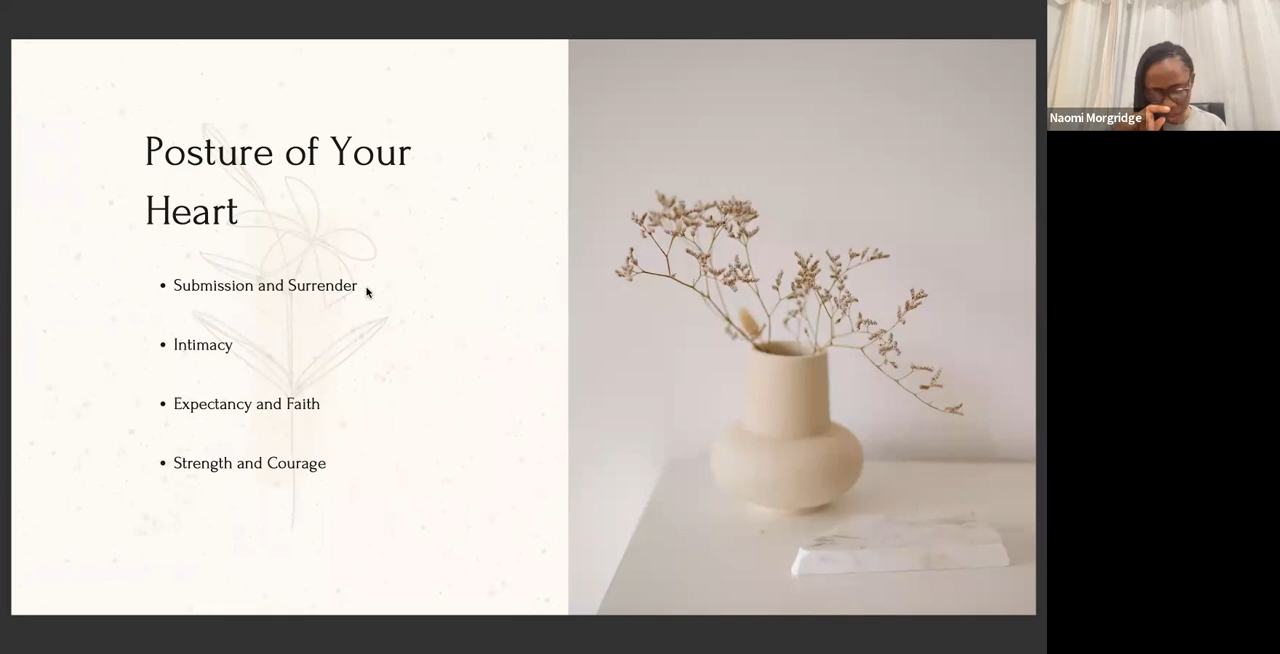 Posture of Your
Heart
• Submission and Surrender
• Intimacy
• Expectancy and Faith
• Strength and Courage
Naomi Morgridge